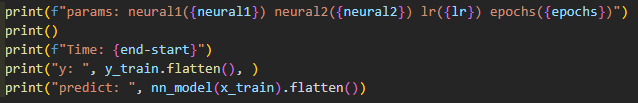 print(f"params: neural1({neural1}) neural2({neural2}) lr({lr}) epochs({epochs})")
print()
print(f"Time: {end-start}")
print("y: ", y_train.flatten(), )
print("predict: ", nn_model(x_train).flatten())